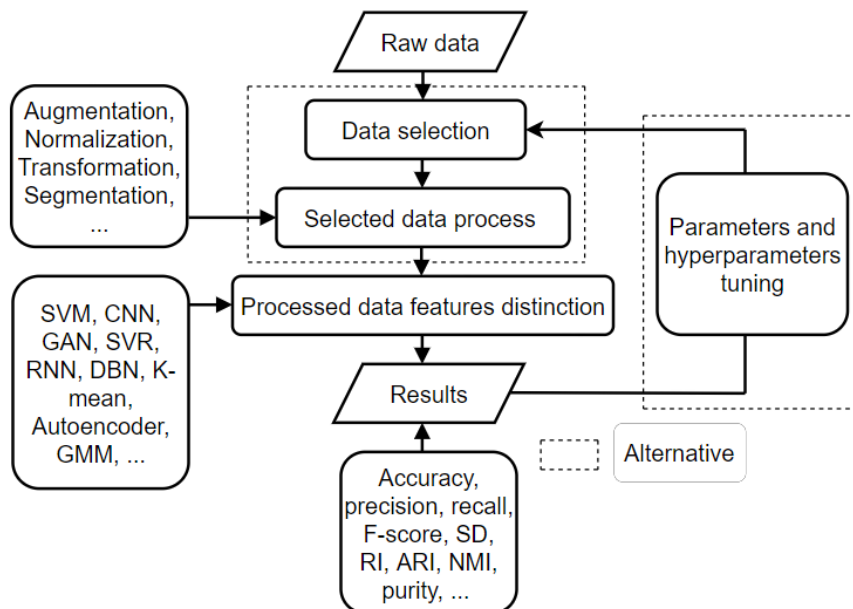 Raw data
Augmentation,
Normalization,
Transformation,
Segmentation,
...
Data selection
Selected data process
Parameters and
hyperparameters
tuning
SVM, CNN,
GAN, SVR,
RNN, DBN, K-
mean,
Autoencoder,
GMM, ...
Processed data features distinction
Results
Alternative
Accuracy,
precision, recall,
F-score, SD,
RI, ARI, NMI,
purity, ...